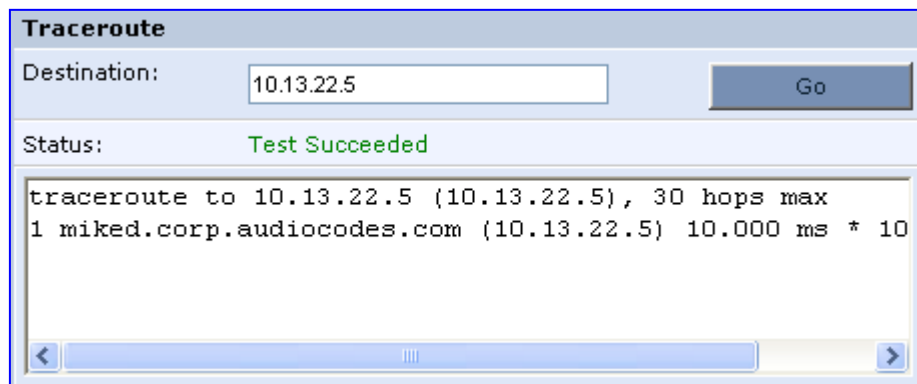 Traceroute
Destination:
10.13.22.5
Go
Status:
Test Succeeded
traceroute to 10.13.22.5 (10.13.22.5), 30 hops max
1 miked.corp.audiocodes.com (10.13.22.5) 10.000 ms * 10